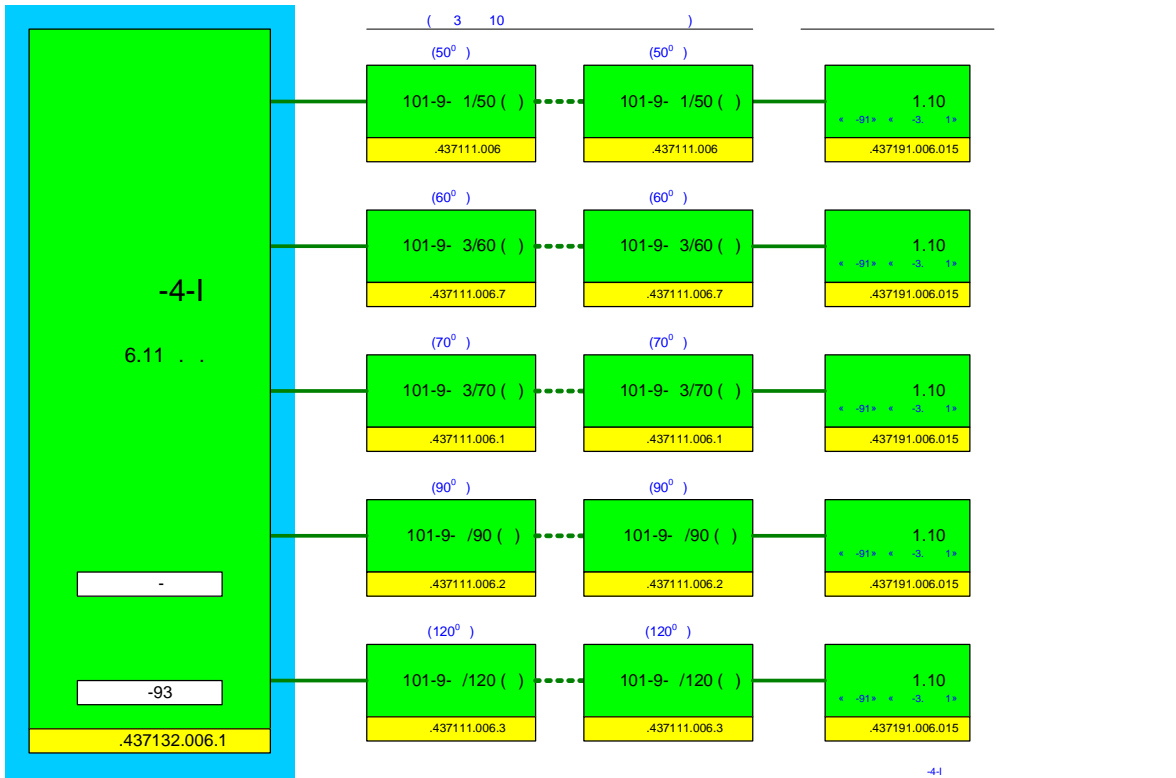 ( 3 10 )
(50⁰ ) (50⁰ )
101-9- 1/50 ( ) 101-9- 1/50 ( ) 1.10
« -91» « -3. 1»
.437111.006 .437111.006 .437191.006.015
(60⁰ ) (60⁰ )
101-9- 3/60 ( ) 101-9- 3/60 ( ) 1.10
« -91» « -3. 1»
-4-I
.437111.006.7 .437111.006.7 .437191.006.015
(70⁰ ) (70⁰ )
6.11 . .
101-9- 3/70 ( ) 101-9- 3/70 ( ) 1.10
« -91» « -3. 1»
.437111.006.1 .437111.006.1 .437191.006.015
(90⁰ ) (90⁰ )
101-9- /90 ( ) 101-9- /90 ( ) 1.10
« -91» « -3. 1»
-
.437111.006.2 .437111.006.2 .437191.006.015
(120⁰ ) (120⁰ )
101-9- /120 ( ) 101-9- /120 ( ) 1.10
-93
« -91» « -3. 1»
.437111.006.3 .437111.006.3 .437191.006.015
.437132.006.1
-4-I